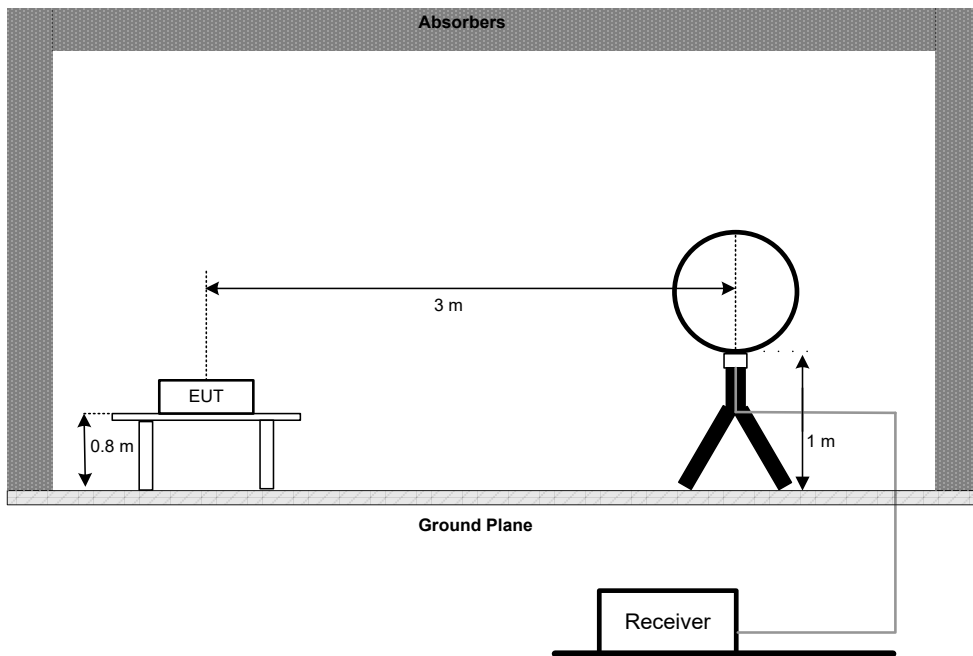 Absorbers
3 m
EUT
0.8 m
1 m
Ground Plane
Receiver